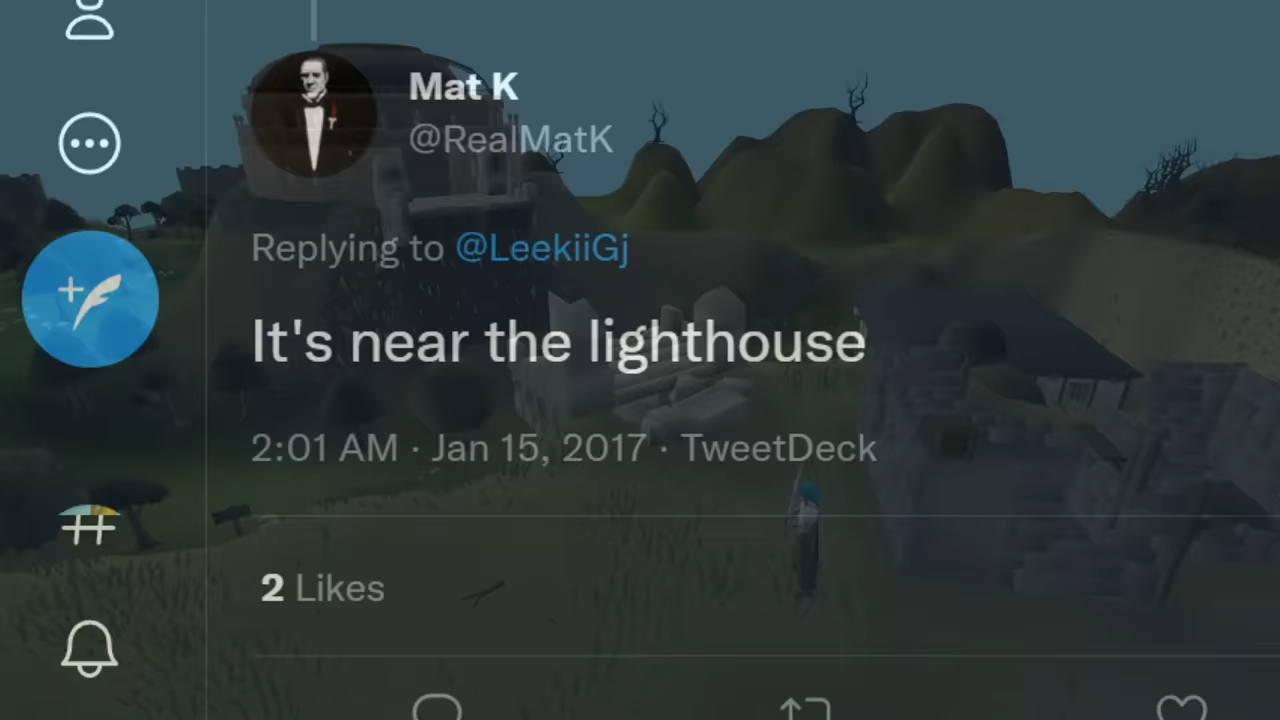 Mat K
@RealMatK
Replying to @LeekiiGj
It's near the lighthouse
2:01 AM · Jan 15, 2017 · TweetDeck
2 Likes